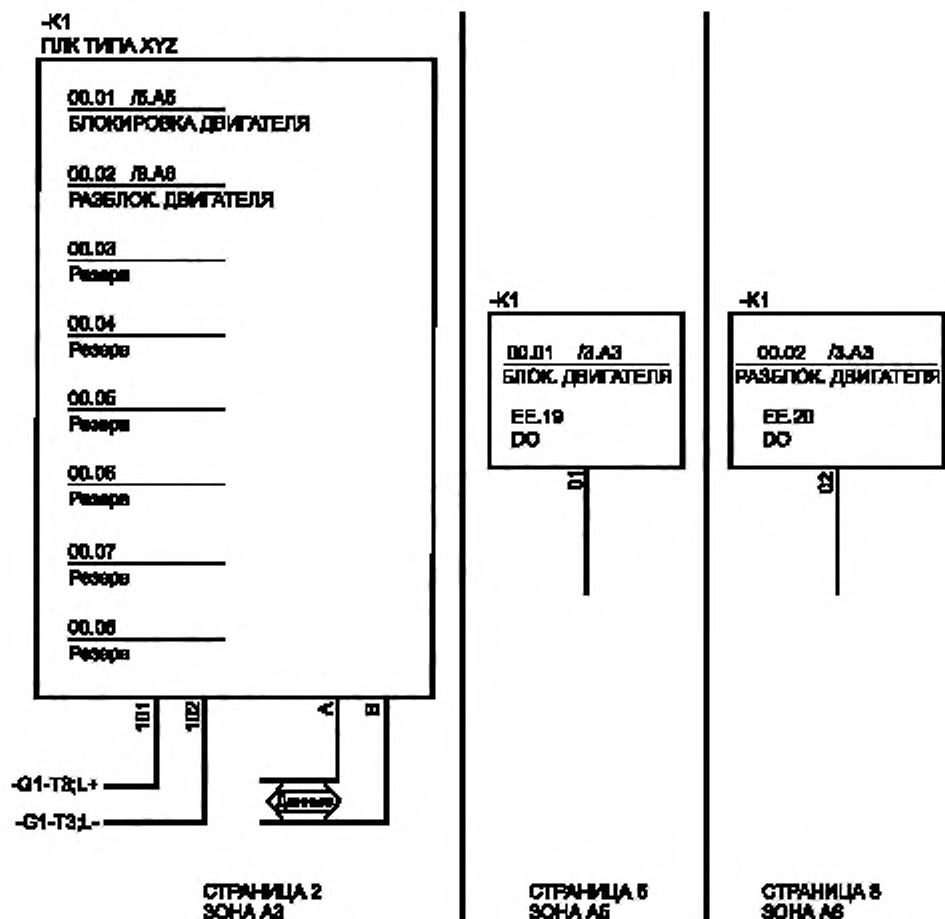 -K1
ПЛК ТИПА XYZ
00.01 /5.A5
БЛОКИРОВКА ДВИГАТЕЛЯ
00.02 /8.A6
РАЗБЛОК. ДВИГАТЕЛЯ
00.03
Резерв
00.04
Резерв
00.05
Резерв
00.06
Резерв
00.07
Резерв
00.08
Резерв
101
102
A
B
-G1-T3;L+
-G1-T3;L-
Данные
СТРАНИЦА 2
ЗОНА A3
-K1
00.01 /3.A3
БЛОК. ДВИГАТЕЛЯ
EE.19
DO
01
СТРАНИЦА 5
ЗОНА A5
-K1
00.02 /3.A3
РАЗБЛОК. ДВИГАТЕЛЯ
EE.20
DO
02
СТРАНИЦА 8
ЗОНА A6